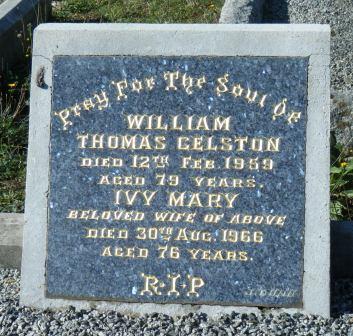 Pray For The Soul Of
WILLIAM
THOMAS GELSTON
DIED 12TH FEB. 1959
AGED 79 YEARS.
IVY MARY
BELOVED WIFE OF ABOVE
DIED 30TH AUG. 1966
AGED 76 YEARS.
R·I·P